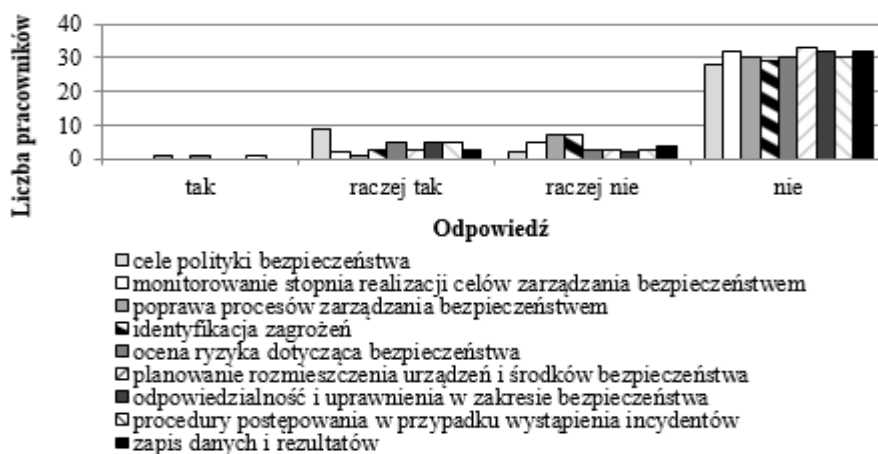 Liczba pracowników
40
30
20
10
0
tak raczej tak raczej nie nie
Odpowiedź
cele polityki bezpieczeństwa
monitorowanie stopnia realizacji celów zarządzania bezpieczeństwem
poprawa procesów zarządzania bezpieczeństwem
identyfikacja zagrożeń
ocena ryzyka dotycząca bezpieczeństwa
planowanie rozmieszczenia urządzeń i środków bezpieczeństwa
odpowiedzialność i uprawnienia w zakresie bezpieczeństwa
procedury postępowania w przypadku wystąpienia incydentów
zapis danych i rezultatów